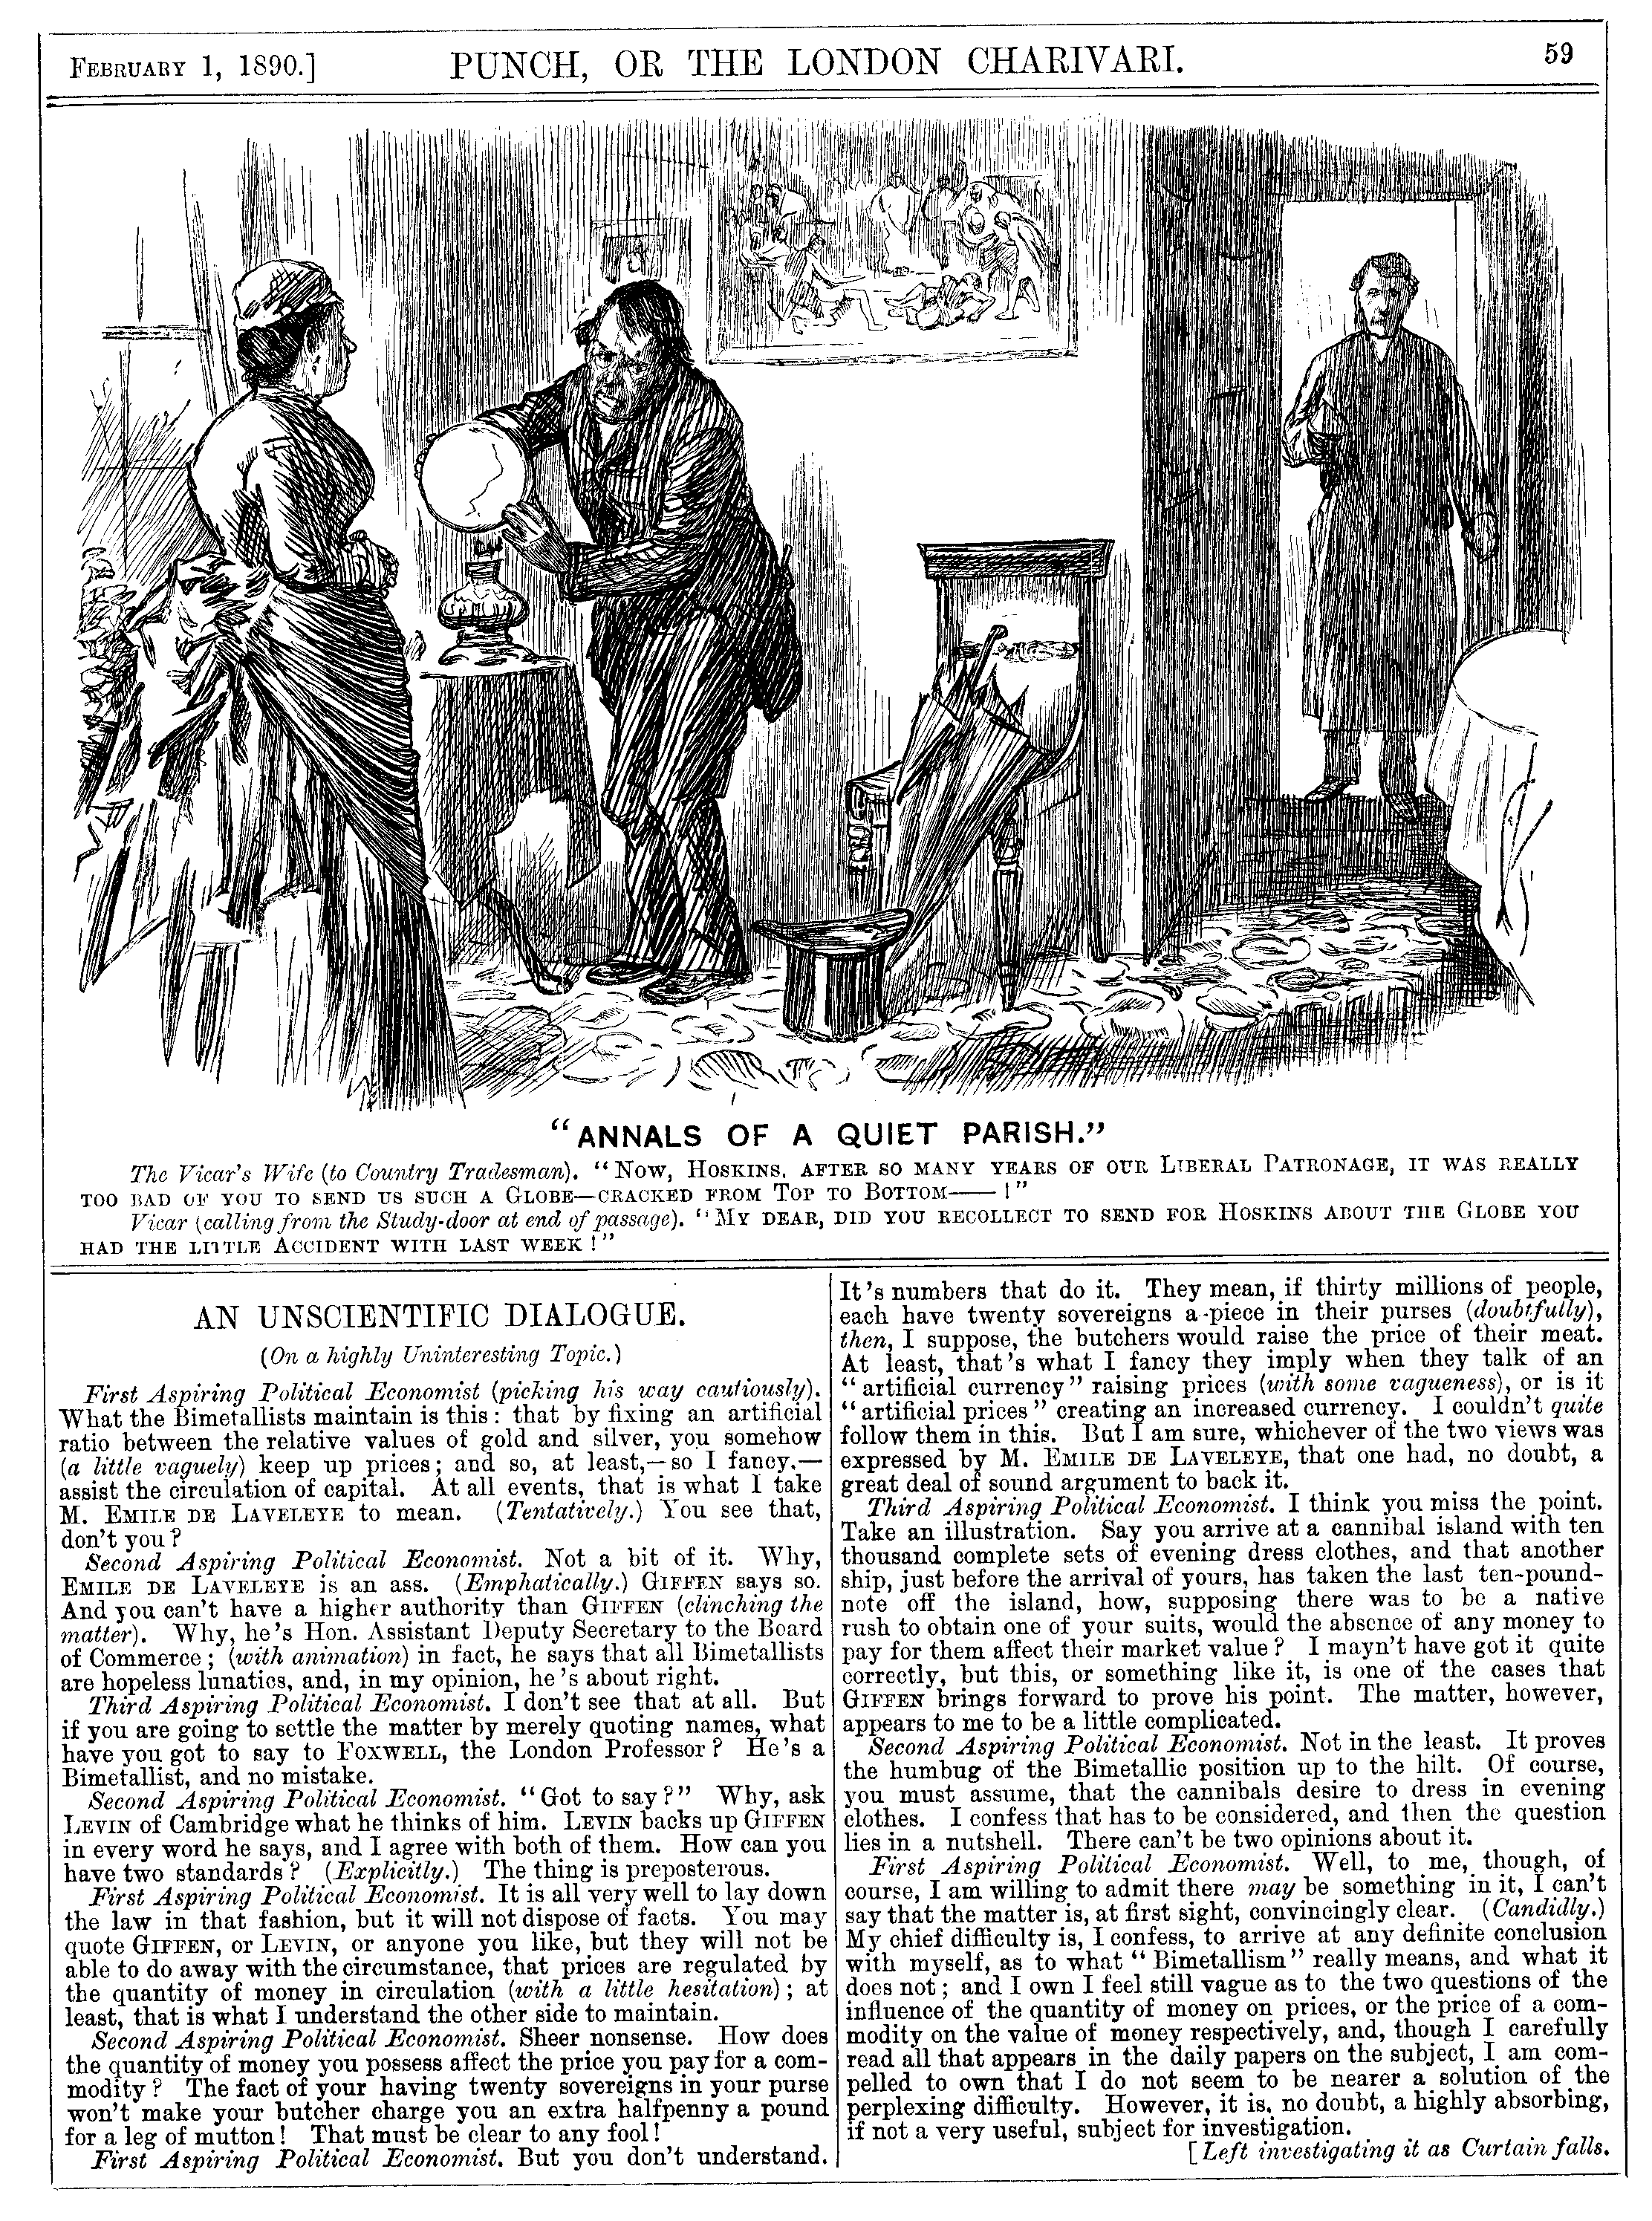 FEBRUARY 1, 1890.] PUNCH, OR THE LONDON CHARIVARI. 59
"ANNALS OF A QUIET PARISH."
The Vicar's Wife (to Country Tradesman). "NOW, HOSKINS, AFTER SO MANY YEARS OF OUR LIBERAL PATRONAGE, IT WAS REALLY
TOO BAD OF YOU TO SEND US SUCH A GLOBE—CRACKED FROM TOP TO BOTTOM—— !"
Vicar (calling from the Study-door at end of passage). "MY DEAR, DID YOU RECOLLECT TO SEND FOR HOSKINS ABOUT THE GLOBE YOU
HAD THE LITTLE ACCIDENT WITH LAST WEEK!"
AN UNSCIENTIFIC DIALOGUE.
(On a highly Uninteresting Topic.)
First Aspiring Political Economist (picking his way cautiously).
What the Bimetallists maintain is this: that by fixing an artificial
ratio between the relative values of gold and silver, you somehow
(a little vaguely) keep up prices; and so, at least,—so I fancy,—
assist the circulation of capital. At all events, that is what I take
M. EMILE DE LAVELEYE to mean. (Tentatively.) You see that,
don't you?
Second Aspiring Political Economist. Not a bit of it. Why,
EMILE DE LAVELEYE is an ass. (Emphatically.) GIFFEN says so.
And you can't have a higher authority than GIFFEN (clinching the
matter). Why, he's Hon. Assistant Deputy Secretary to the Board
of Commerce; (with animation) in fact, he says that all Bimetallists
are hopeless lunatics, and, in my opinion, he's about right.
Third Aspiring Political Economist. I don't see that at all. But
if you are going to settle the matter by merely quoting names, what
have you got to say to FOXWELL, the London Professor? He's a
Bimetallist, and no mistake.
Second Aspiring Political Economist. "Got to say?" Why, ask
LEVIN of Cambridge what he thinks of him. LEVIN backs up GIFFEN
in every word he says, and I agree with both of them. How can you
have two standards? (Explicitly.) The thing is preposterous.
First Aspiring Political Economist. It is all very well to lay down
the law in that fashion, but it will not dispose of facts. You may
quote GIFFEN, or LEVIN, or anyone you like, but they will not be
able to do away with the circumstance, that prices are regulated by
the quantity of money in circulation (with a little hesitation); at
least, that is what I understand the other side to maintain.
Second Aspiring Political Economist. Sheer nonsense. How does
the quantity of money you possess affect the price you pay for a com-
modity? The fact of your having twenty sovereigns in your purse
won't make your butcher charge you an extra halfpenny a pound
for a leg of mutton! That must be clear to any fool!
First Aspiring Political Economist. But you don't understand.
It's numbers that do it. They mean, if thirty millions of people,
each have twenty sovereigns a-piece in their purses (doubtfully),
then, I suppose, the butchers would raise the price of their meat.
At least, that's what I fancy they imply when they talk of an
"artificial currency" raising prices (with some vagueness), or is it
"artificial prices" creating an increased currency. I couldn't quite
follow them in this. But I am sure, whichever of the two views was
expressed by M. EMILE DE LAVELEYE, that one had, no doubt, a
great deal of sound argument to back it.
Third Aspiring Political Economist. I think you miss the point.
Take an illustration. Say you arrive at a cannibal island with ten
thousand complete sets of evening dress clothes, and that another
ship, just before the arrival of yours, has taken the last ten-pound-
note off the island, how, supposing there was to be a native
rush to obtain one of your suits, would the absence of any money to
pay for them affect their market value? I mayn't have got it quite
correctly, but this, or something like it, is one of the cases that
GIFFEN brings forward to prove his point. The matter, however,
appears to me to be a little complicated.
Second Aspiring Political Economist. Not in the least. It proves
the humbug of the Bimetallic position up to the hilt. Of course,
you must assume, that the cannibals desire to dress in evening
clothes. I confess that has to be considered, and then the question
lies in a nutshell. There can't be two opinions about it.
First Aspiring Political Economist. Well, to me, though, of
course, I am willing to admit there may be something in it, I can't
say that the matter is, at first sight, convincingly clear. (Candidly.)
My chief difficulty is, I confess, to arrive at any definite conclusion
with myself, as to what "Bimetallism" really means, and what it
does not; and I own I feel still vague as to the two questions of the
influence of the quantity of money on prices, or the price of a com-
modity on the value of money respectively, and, though I carefully
read all that appears in the daily papers on the subject, I am com-
pelled to own that I do not seem to be nearer a solution of the
perplexing difficulty. However, it is, no doubt, a highly absorbing,
if not a very useful, subject for investigation.
[Left investigating it as Curtain falls.